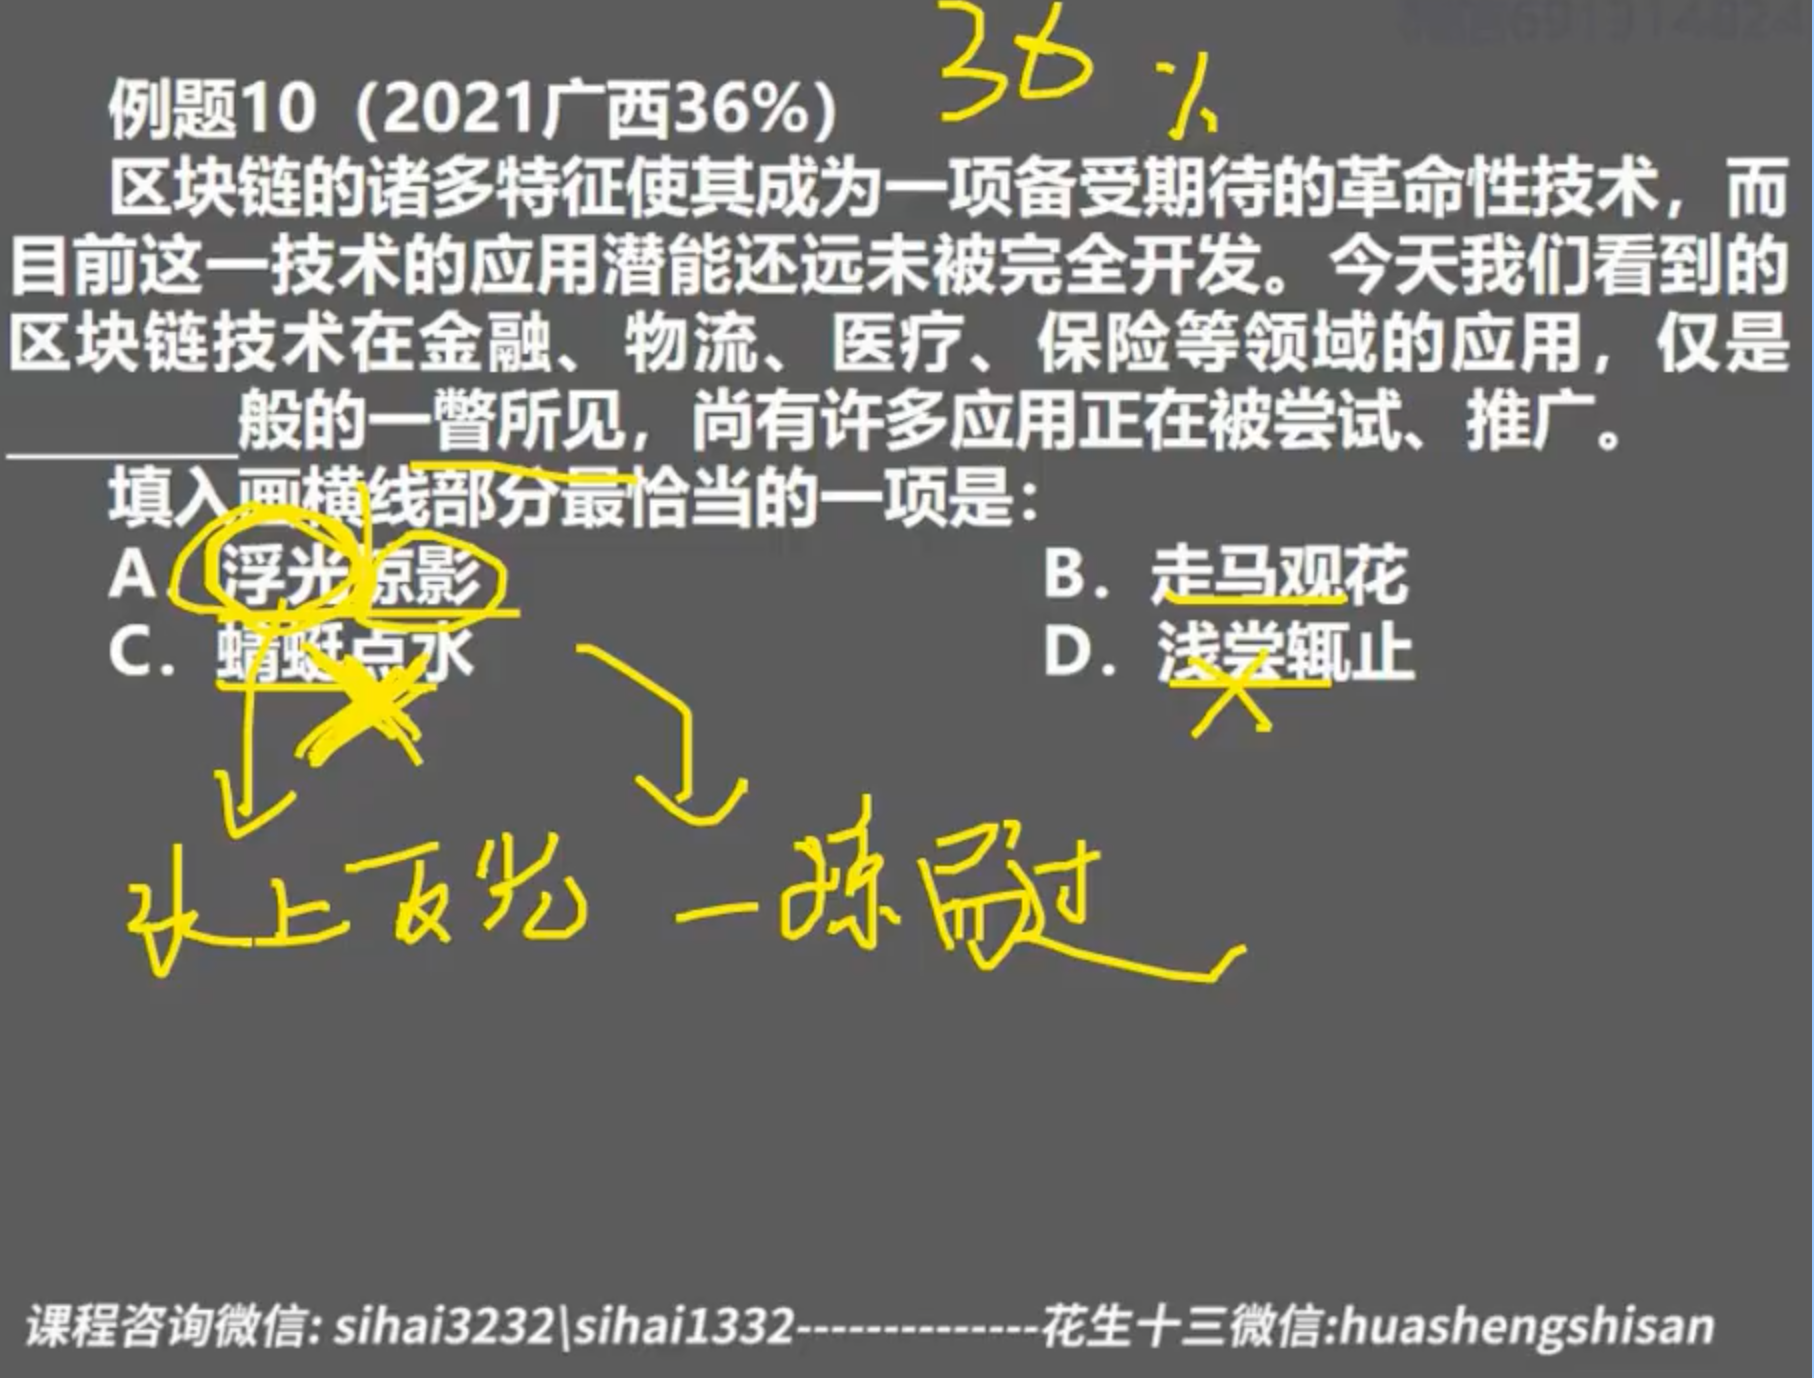 36%
例题10（2021广西36%）
区块链的诸多特征使其成为一项备受期待的革命性技术，而
目前这一技术的应用潜能还远未被完全开发。今天我们看到的
区块链技术在金融、物流、医疗、保险等领域的应用，仅是
______般的一瞥所见，尚有许多应用正在被尝试、推广。
填入画横线部分最恰当的一项是：
A.浮光掠影 B. 走马观花
C. 蜻蜓点水 D. 浅尝辄止
水上反光 一掠而过
课程咨询微信: sihai3232\sihai1332--------------花生十三微信:huashengshisan